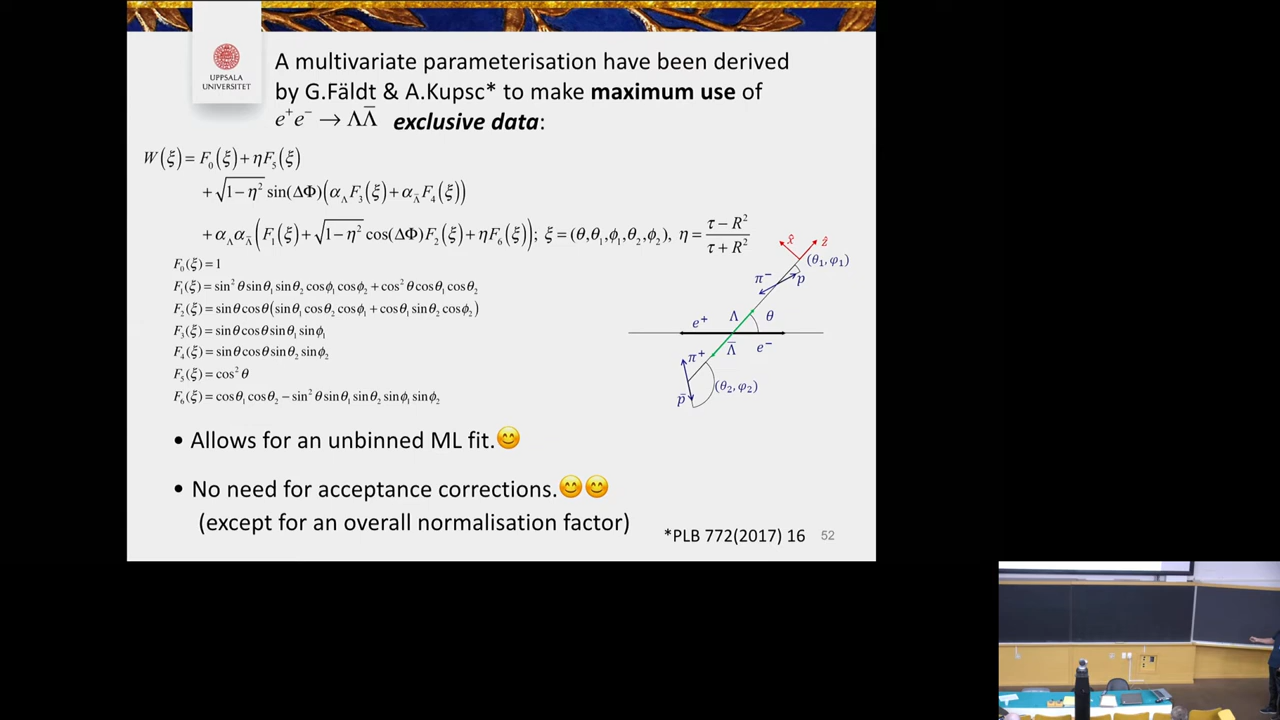 UPPSALA
UNIVERSITET
A multivariate parameterisation have been derived
by G.Fäldt & A.Kupsc* to make maximum use of
e⁺e⁻ → ΛΛ̅ exclusive data:
W(ξ) = F₀(ξ) + ηF₅(ξ)
+ √(1−η²) sin(ΔΦ)(α_Λ F₃(ξ) + α_Λ̅ F₄(ξ))
+ α_Λ α_Λ̅ (F₁(ξ) + √(1−η²) cos(ΔΦ)F₂(ξ) + ηF₆(ξ)); ξ = (θ,θ₁,ϕ₁,θ₂,ϕ₂), η = (τ − R²)/(τ + R²)
F₀(ξ) = 1
F₁(ξ) = sin²θ sinθ₁ sinθ₂ cosϕ₁ cosϕ₂ + cos²θ cosθ₁ cosθ₂
F₂(ξ) = sinθ cosθ (sinθ₁ cosθ₂ cosϕ₁ + cosθ₁ sinθ₂ cosϕ₂)
F₃(ξ) = sinθ cosθ sinθ₁ sinϕ₁
F₄(ξ) = sinθ cosθ sinθ₂ sinϕ₂
F₅(ξ) = cos²θ
F₆(ξ) = cosθ₁ cosθ₂ − sin²θ sinθ₁ sinθ₂ sinϕ₁ sinϕ₂
x̂ ẑ
(θ₁, φ₁)
π⁻ p
e⁺ Λ θ
π⁺ Λ̅ e⁻
p̅ (θ₂, φ₂)
• Allows for an unbinned ML fit.😊
• No need for acceptance corrections.😊😊
(except for an overall normalisation factor)
*PLB 772(2017) 16 52